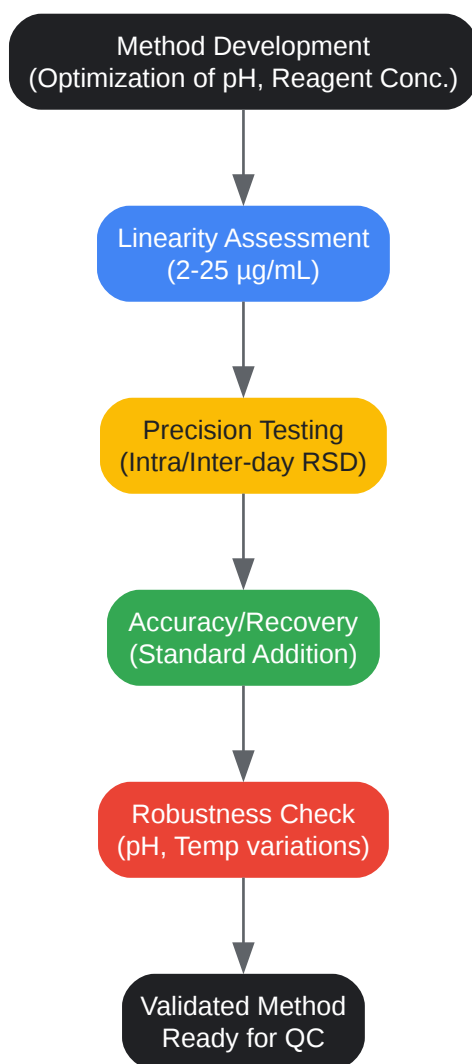 Method Development
(Optimization of pH, Reagent Conc.)
Linearity Assessment
(2-25 µg/mL)
Precision Testing
(Intra/Inter-day RSD)
Accuracy/Recovery
(Standard Addition)
Robustness Check
(pH, Temp variations)
Validated Method
Ready for QC